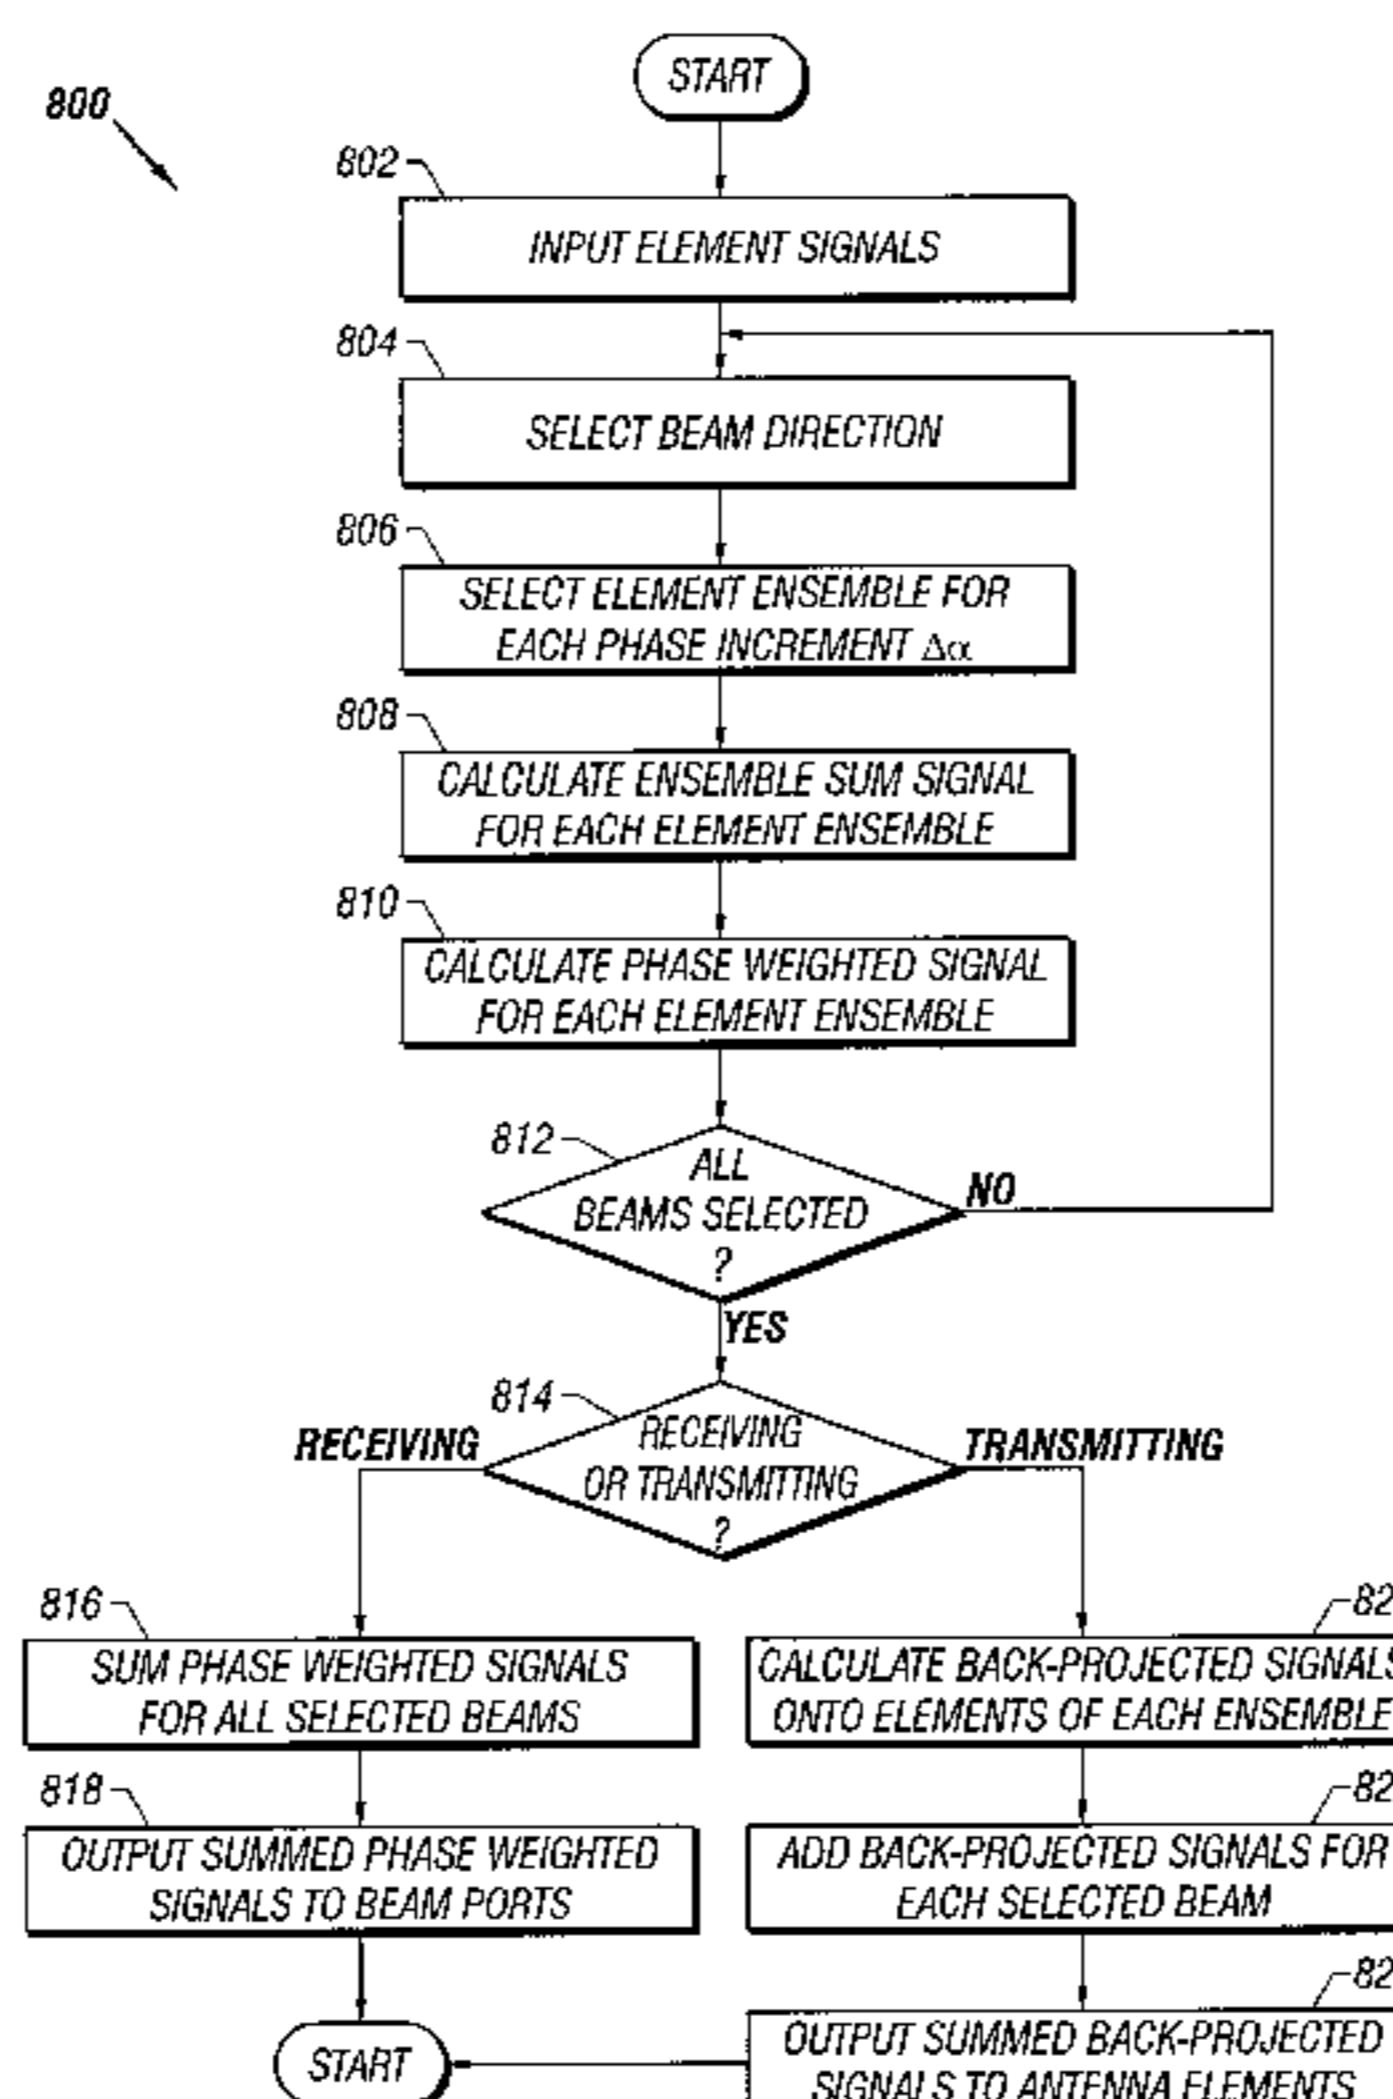 800
START
802
INPUT ELEMENT SIGNALS
804
SELECT BEAM DIRECTION
806
SELECT ELEMENT ENSEMBLE FOR
EACH PHASE INCREMENT Δα
808
CALCULATE ENSEMBLE SUM SIGNAL
FOR EACH ELEMENT ENSEMBLE
810
CALCULATE PHASE WEIGHTED SIGNAL
FOR EACH ELEMENT ENSEMBLE
812
ALL
BEAMS SELECTED
?
NO
YES
814
RECEIVING
OR TRANSMITTING
?
RECEIVING
TRANSMITTING
816
SUM PHASE WEIGHTED SIGNALS
FOR ALL SELECTED BEAMS
818
OUTPUT SUMMED PHASE WEIGHTED
SIGNALS TO BEAM PORTS
START
82
CALCULATE BACK-PROJECTED SIGNALS
ONTO ELEMENTS OF EACH ENSEMBLE
82
ADD BACK-PROJECTED SIGNALS FOR
EACH SELECTED BEAM
82
OUTPUT SUMMED BACK-PROJECTED
SIGNALS TO ANTENNA ELEMENTS